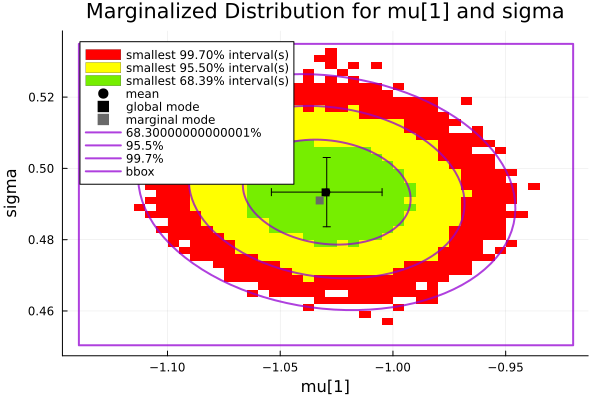 Marginalized Distribution for mu[1] and sigma
smallest 99.70% interval(s)
smallest 95.50% interval(s)
smallest 68.39% interval(s)
mean
global mode
marginal mode
68.30000000000001%
95.5%
99.7%
bbox
0.52
0.50
0.48
0.46
sigma
−1.10
−1.05
−1.00
−0.95
mu[1]